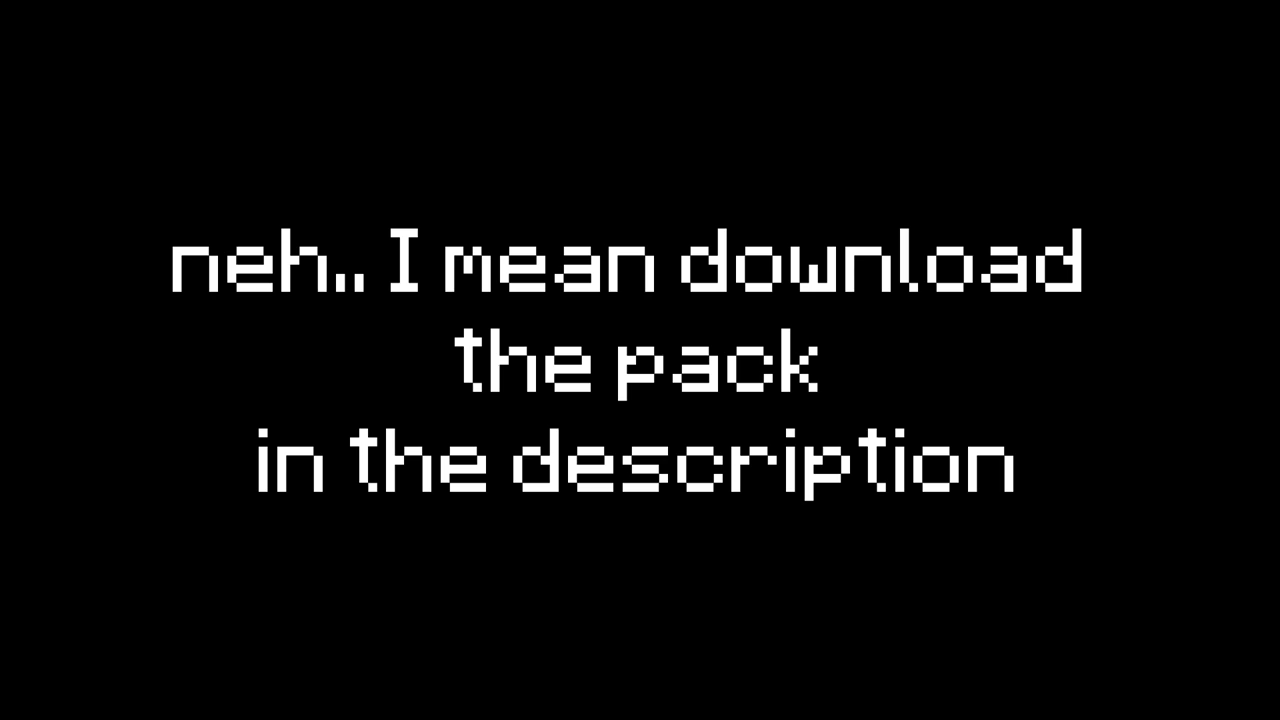 neh.. I mean download
the pack
in the description